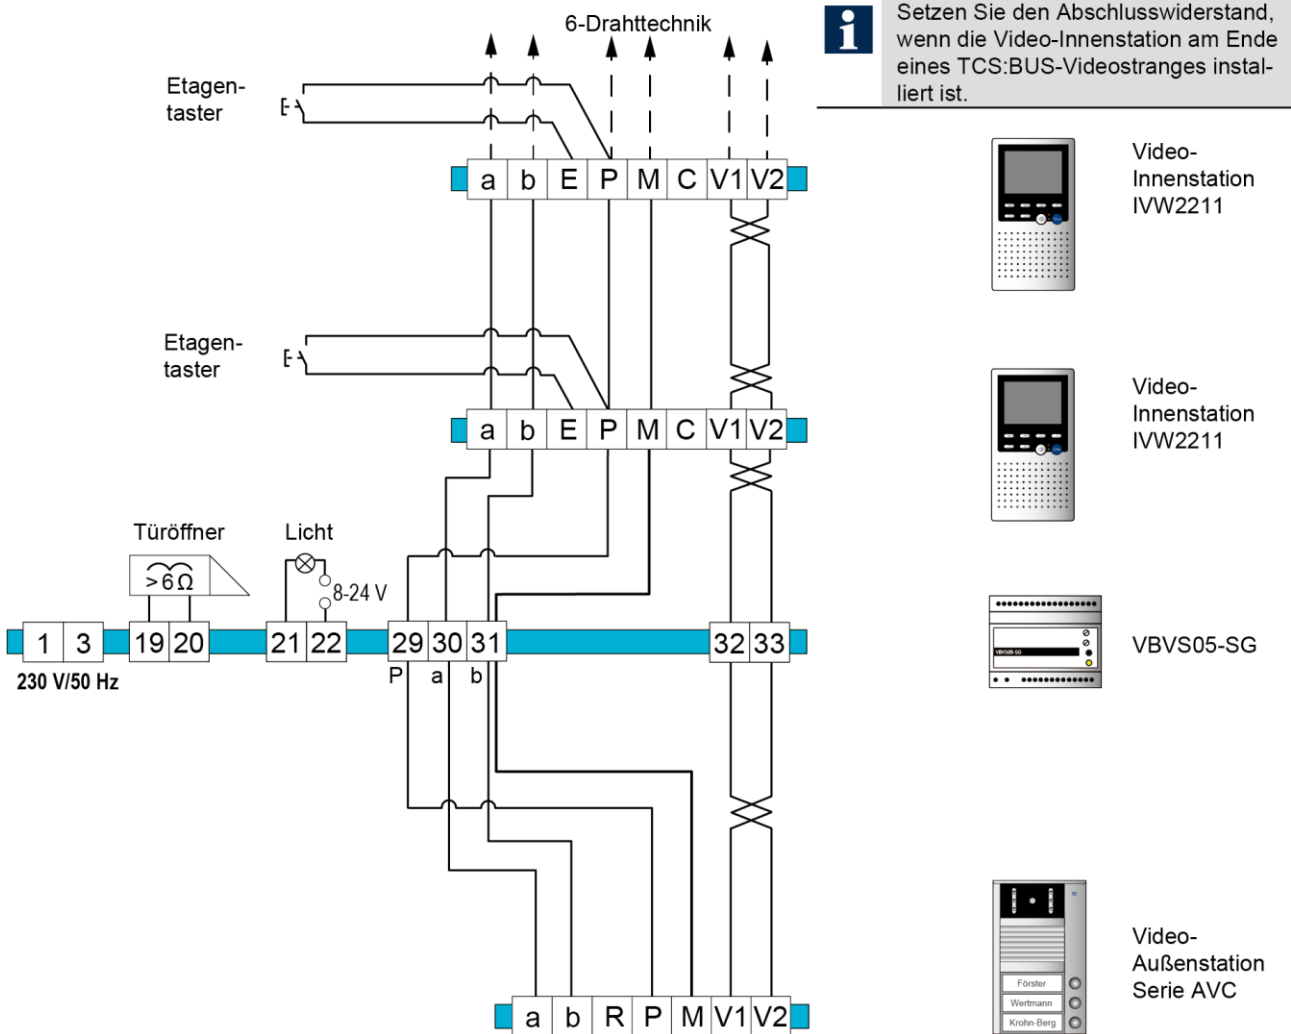 6-Drahttechnik
Setzen Sie den Abschlusswiderstand,
wenn die Video-Innenstation am Ende
eines TCS:BUS-Videostranges instal-
liert ist.
Etagen-
taster
a b E P M C V1 V2
Video-
Innenstation
IVW2211
Etagen-
taster
a b E P M C V1 V2
Video-
Innenstation
IVW2211
Türöffner
>6Ω
Licht
8-24 V
1 3 19 20 21 22 29 30 31 32 33
P a b
230 V/50 Hz
VBVS05-SG
VBVS05-SG
a b R P M V1 V2
Video-
Außenstation
Serie AVC
Förster
Wertmann
Krohn-Berg